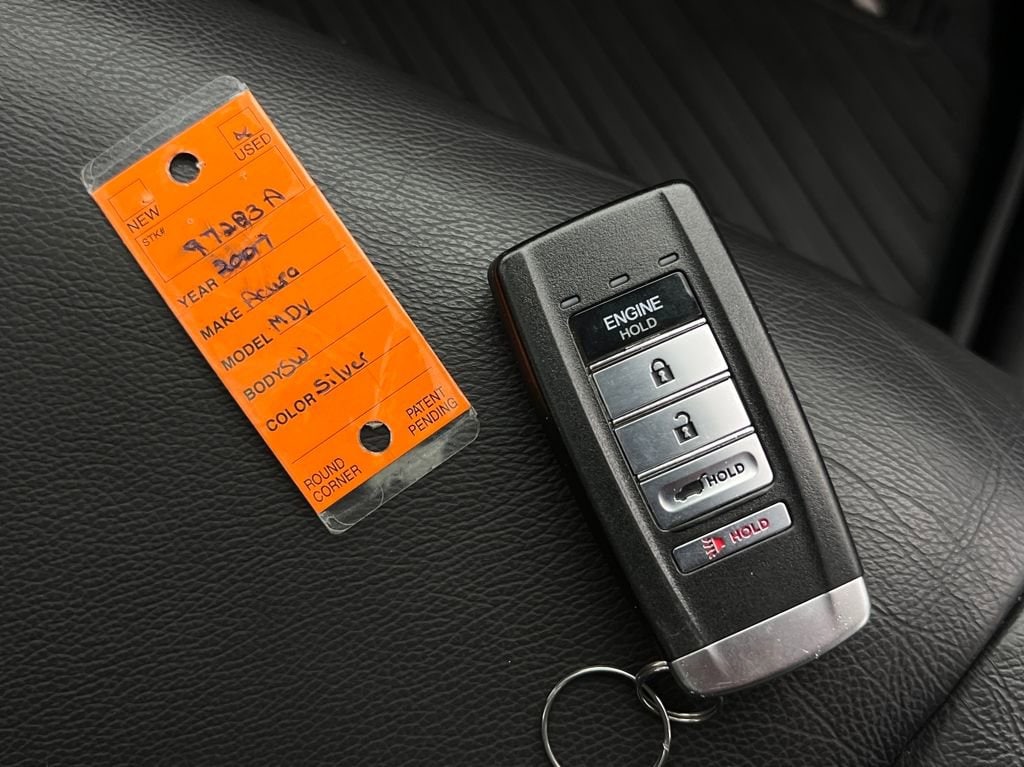 NEW
USED
STK# 97283A
YEAR 2007
MAKE Acura
MODEL MDX
BODY SW
COLOR Silver
ROUND CORNER
PATENT PENDING
ENGINE
HOLD
HOLD
HOLD